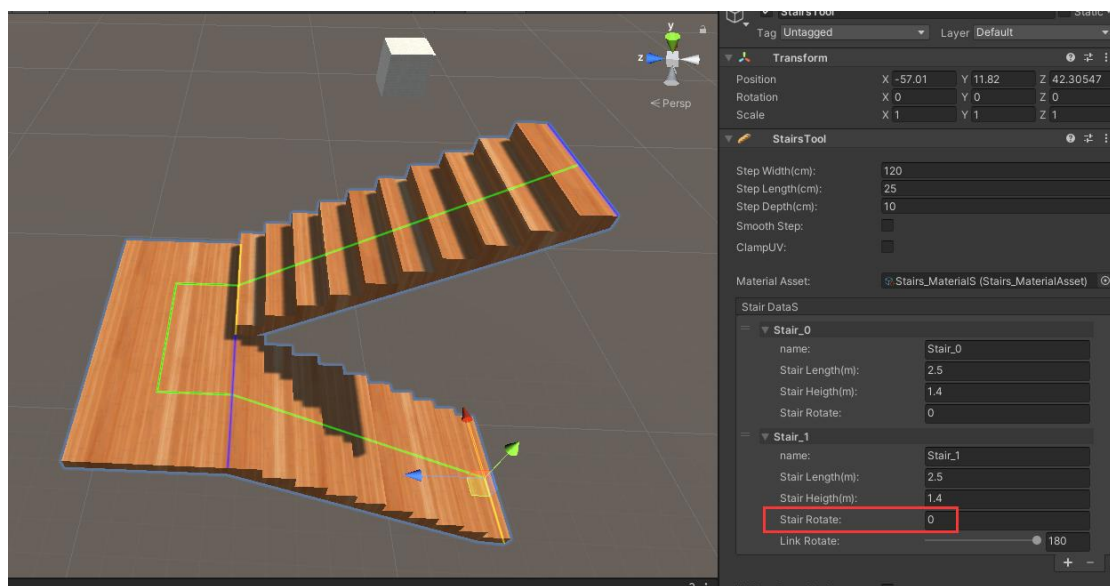 StairsTool
Static
Tag Untagged
Layer Default
Transform
Position X -57.01 Y 11.82 Z 42.30547
Rotation X 0 Y 0 Z 0
Scale X 1 Y 1 Z 1
StairsTool
Step Width(cm): 120
Step Length(cm): 25
Step Depth(cm): 10
Smooth Step:
ClampUV:
Material Asset: Stairs_MaterialS (Stairs_MaterialAsset)
Stair DataS
Stair_0
name: Stair_0
Stair Length(m): 2.5
Stair Heigth(m): 1.4
Stair Rotate: 0
Stair_1
name: Stair_1
Stair Length(m): 2.5
Stair Heigth(m): 1.4
Stair Rotate: 0
Link Rotate: 180
+ -
y
z
< Persp